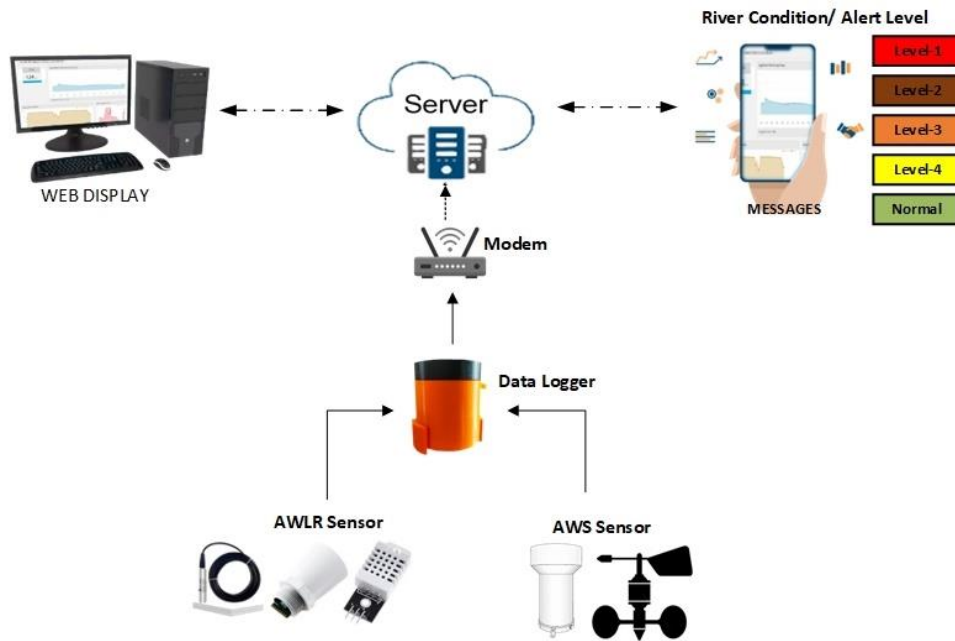 River Condition/ Alert Level
Level-1
Level-2
Level-3
Level-4
Normal
MESSAGES
Server
WEB DISPLAY
Modem
Data Logger
AWLR Sensor
AWS Sensor